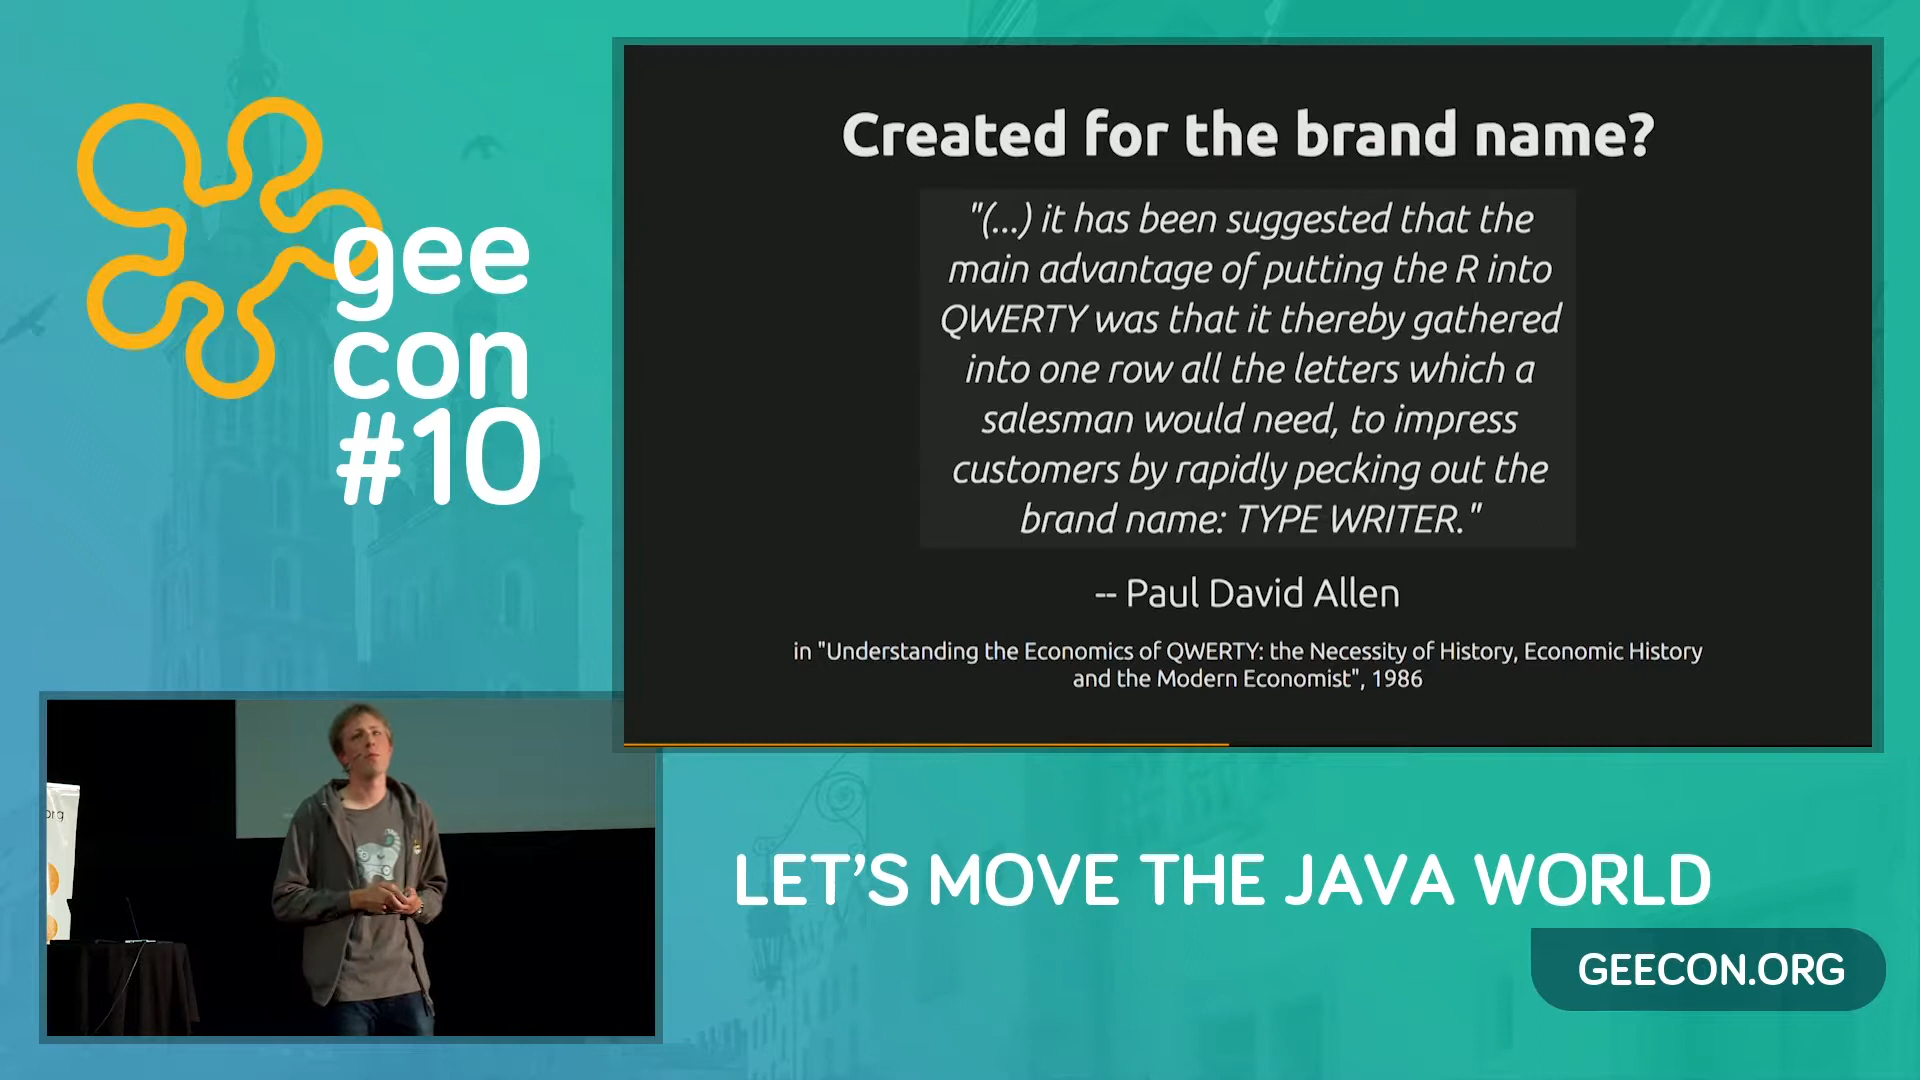 gee
con
#10
Created for the brand name?
"(...) it has been suggested that the
main advantage of putting the R into
QWERTY was that it thereby gathered
into one row all the letters which a
salesman would need, to impress
customers by rapidly pecking out the
brand name: TYPE WRITER."
-- Paul David Allen
in "Understanding the Economics of QWERTY: the Necessity of History, Economic History
and the Modern Economist", 1986
org
LET'S MOVE THE JAVA WORLD
GEECON.ORG